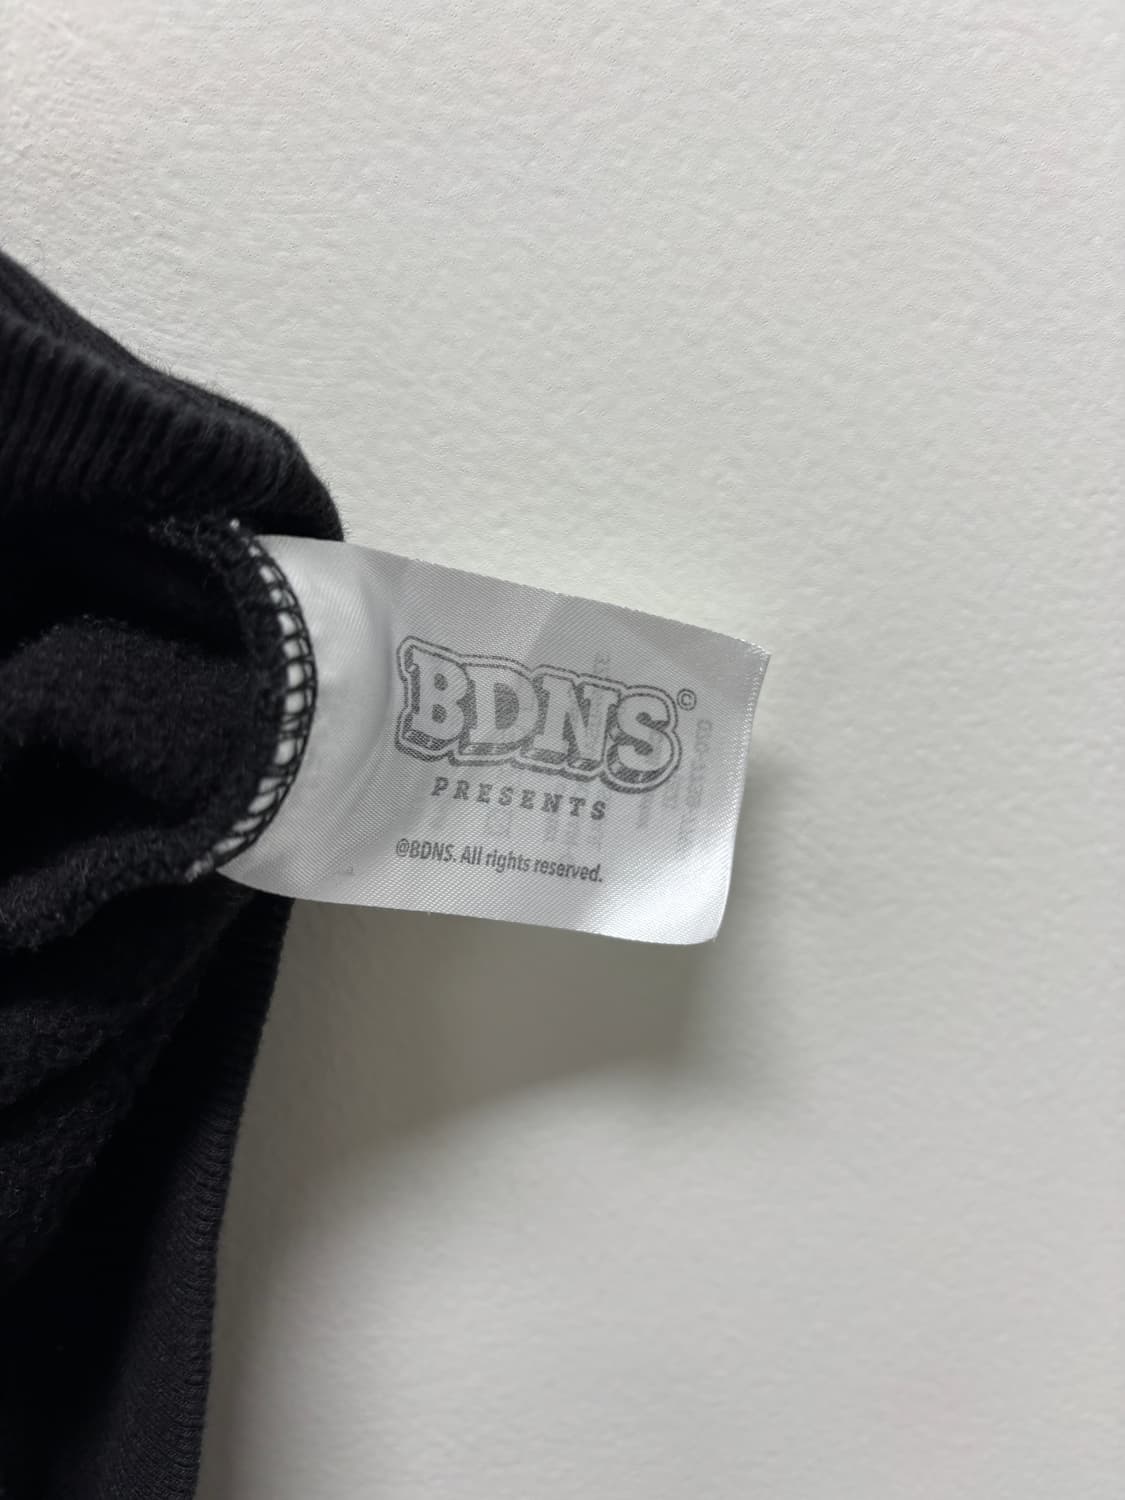 BDNS©
PRESENTS
@BDNS. All rights reserved.